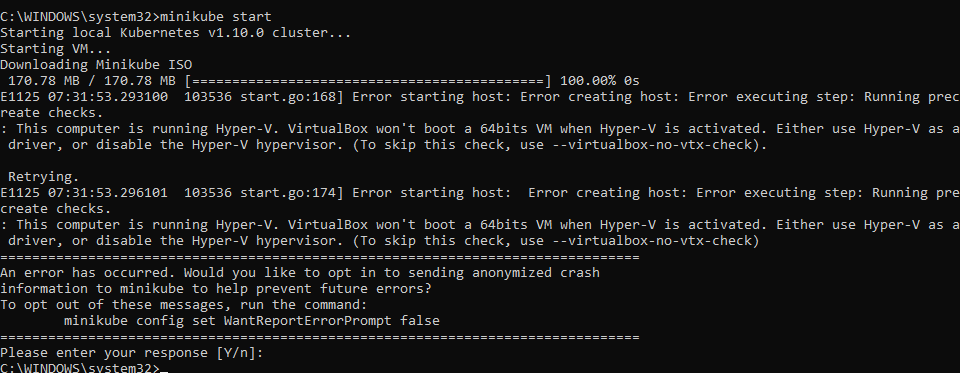 C:\WINDOWS\system32>minikube start
Starting local Kubernetes v1.10.0 cluster...
Starting VM...
Downloading Minikube ISO
 170.78 MB / 170.78 MB [============================================] 100.00% 0s
E1125 07:31:53.293100  103536 start.go:168] Error starting host: Error creating host: Error executing step: Running prec
reate checks.
: This computer is running Hyper-V. VirtualBox won't boot a 64bits VM when Hyper-V is activated. Either use Hyper-V as a
 driver, or disable the Hyper-V hypervisor. (To skip this check, use --virtualbox-no-vtx-check).

 Retrying.
E1125 07:31:53.296101  103536 start.go:174] Error starting host:  Error creating host: Error executing step: Running pre
create checks.
: This computer is running Hyper-V. VirtualBox won't boot a 64bits VM when Hyper-V is activated. Either use Hyper-V as a
 driver, or disable the Hyper-V hypervisor. (To skip this check, use --virtualbox-no-vtx-check)
================================================================================
An error has occurred. Would you like to opt in to sending anonymized crash
information to minikube to help prevent future errors?
To opt out of these messages, run the command:
        minikube config set WantReportErrorPrompt false
================================================================================
Please enter your response [Y/n]:
C:\WINDOWS\system32>_